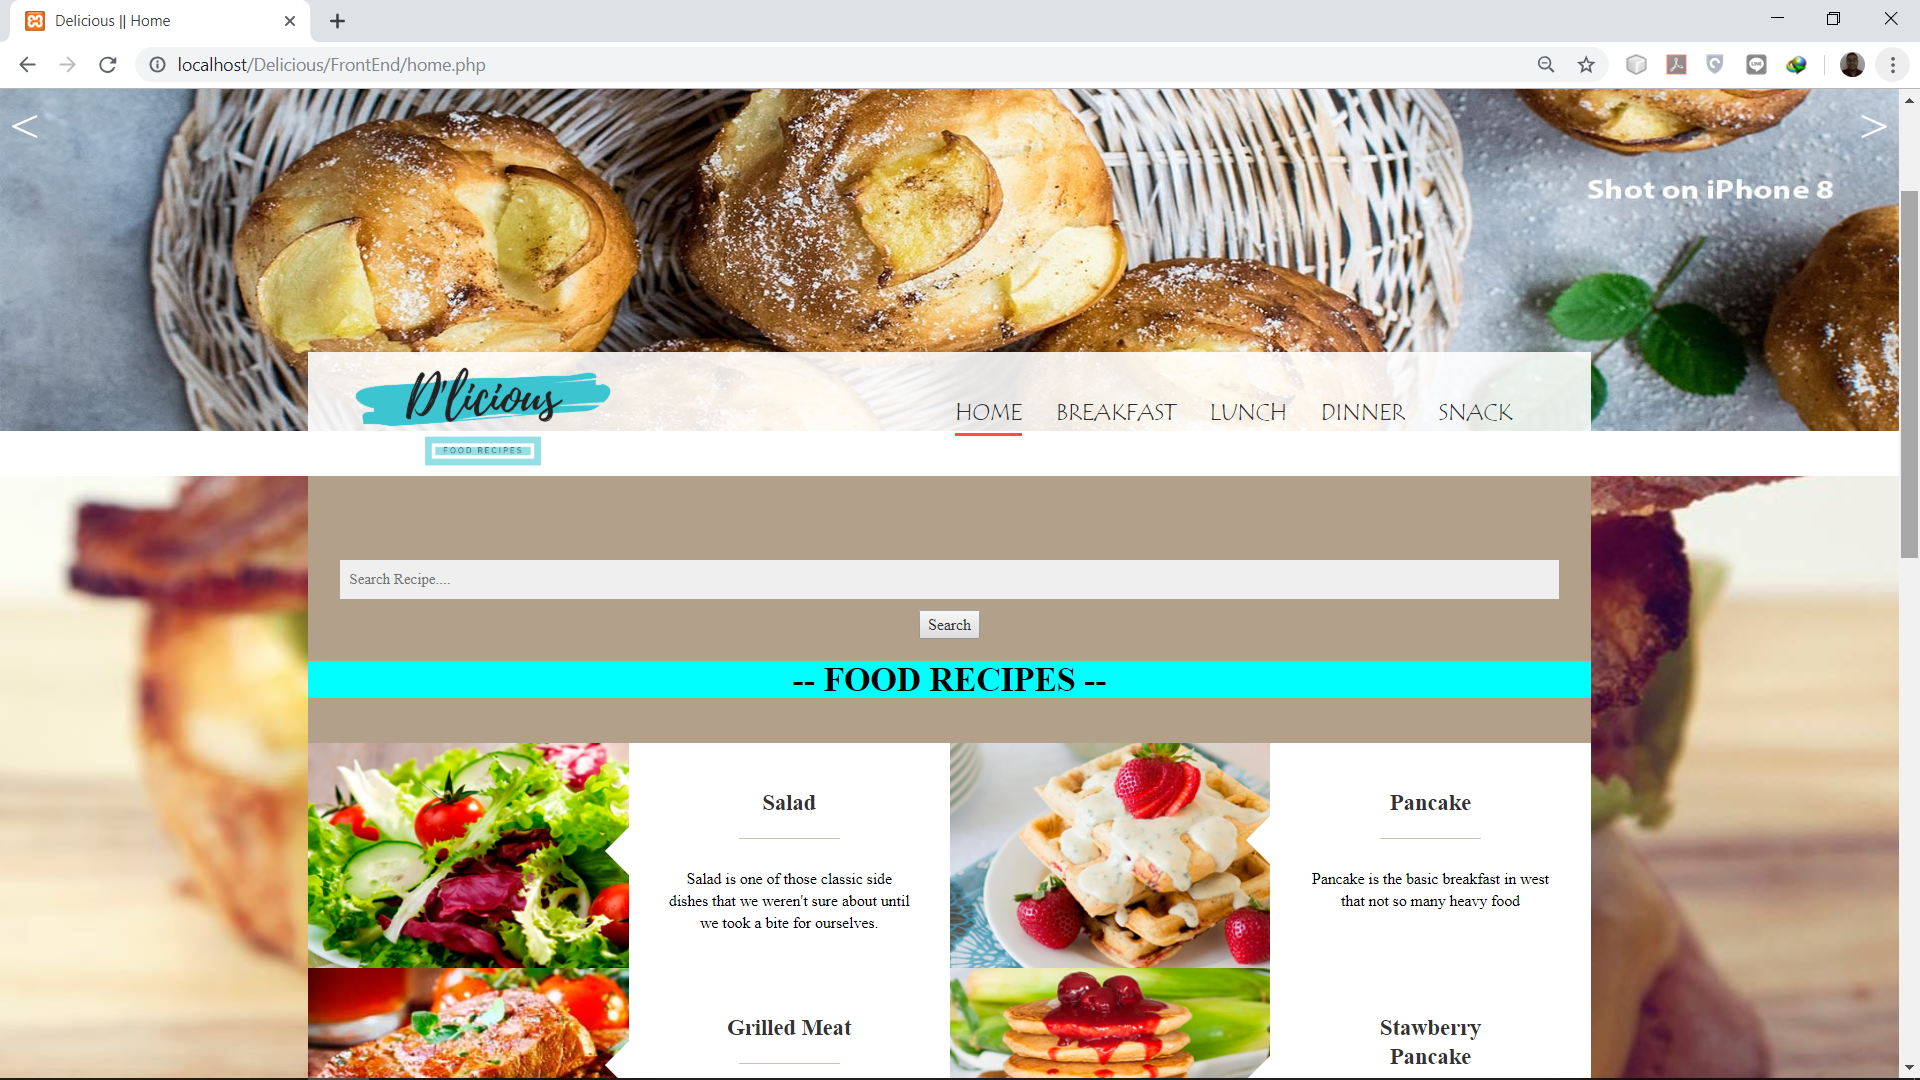 Delicious || Home
localhost/Delicious/FrontEnd/home.php
<
>
Shot on iPhone 8
D'licious
FOOD RECIPES
HOME BREAKFAST LUNCH DINNER SNACK
Search Recipe....
Search
-- FOOD RECIPES --
Salad
Salad is one of those classic side
dishes that we weren't sure about until
we took a bite for ourselves.
Pancake
Pancake is the basic breakfast in west
that not so many heavy food
Grilled Meat
Stawberry
Pancake